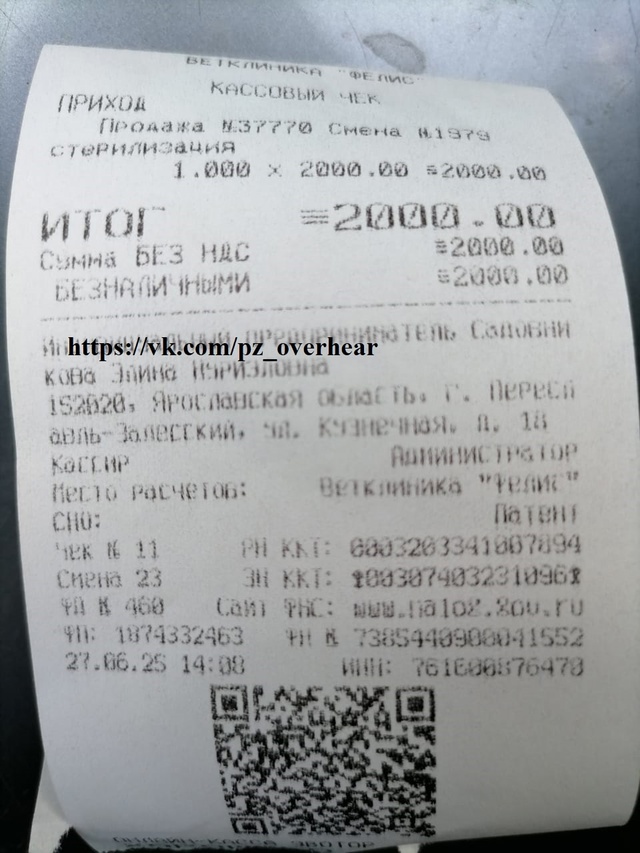 ВЕТКЛИНИКА "ФЕЛИС"
КАССОВЫЙ ЧЕК
ПРИХОД
Продажа №37770 Смена №1979
стерилизация
1.000 × 2000.00 =2000.00
ИТОГ =2000.00
Сумма БЕЗ НДС =2000.00
БЕЗНАЛИЧНЫМИ =2000.00
Индивидуальный предприниматель Садовни
https://vk.com/pz_overhear
кова Элина
152020, Ярославская область, г. Пересл
авль-Залесский, ул. Кузнечная, д. 18
Кассир Администратор
Место расчетов: Ветклиника "Фелис"
СНО: Патент
Чек № 11 РН ККТ: 0003203341007894
Смена 23 ЗН ККТ: 00307403231096
ФД № 460 Сайт ФНС: www.nalog.gov.ru
ФП: 1874332463 ФН № 7385440900041552
27.06.25 14:08 ИНН: 761600876470